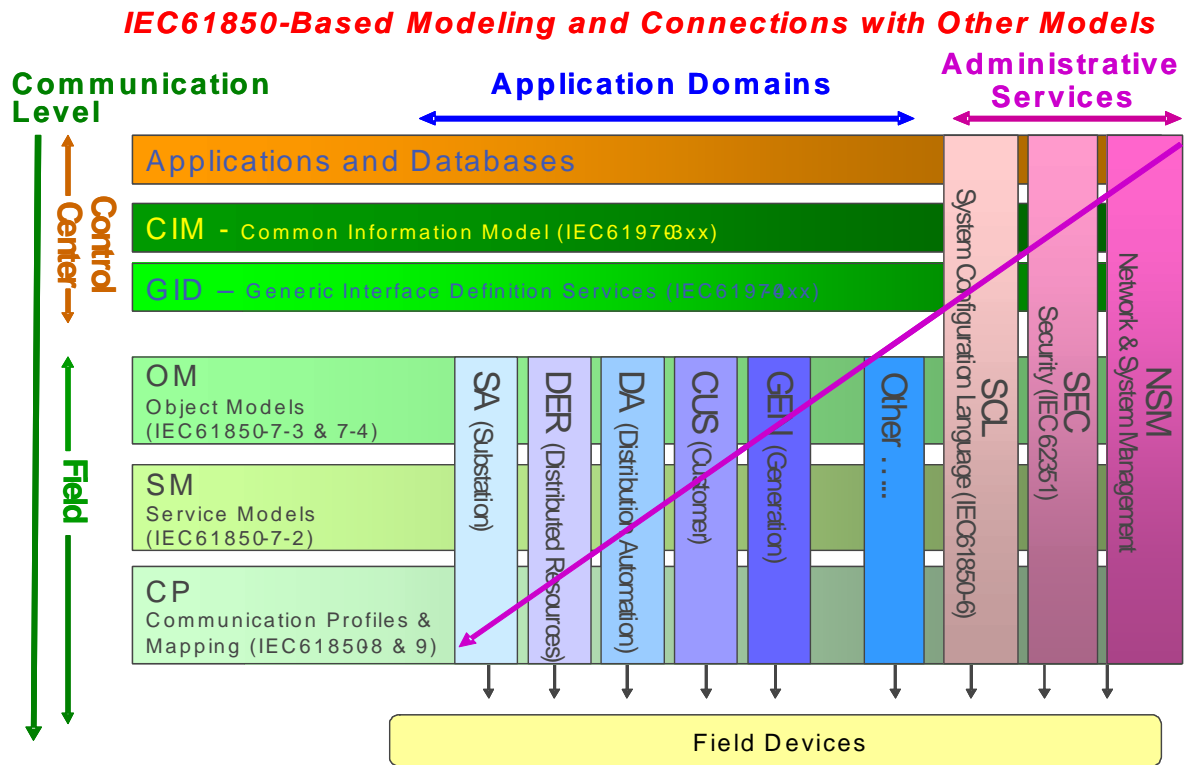 IEC61850-Based Modeling and Connections with Other Models
Communication
Level
Application Domains
Administrative
Services
Control
Center
Field
Applications and Databases
CIM - Common Information Model (IEC61970-3xx)
GID – Generic Interface Definition Services (IEC61970-4xx)
OM
Object Models
(IEC61850-7-3 & 7-4)
SM
Service Models
(IEC61850-7-2)
CP
Communication Profiles &
Mapping (IEC61850-8 & 9)
SA (Substation)
DER (Distributed Resources)
DA (Distribution Automation)
CUS (Customer)
GEN (Generation)
Other ……
SCL
System Configuration Language (IEC61850-6)
SEC
Security (IEC62351)
NSM
Network & System Management
Field Devices